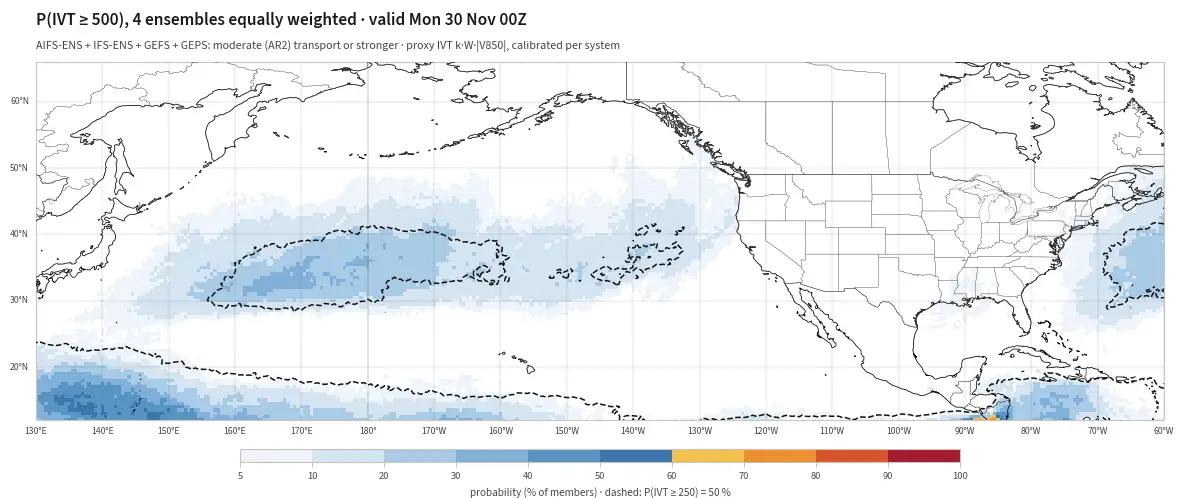 P(IVT ≥ 500), 4 ensembles equally weighted · valid Mon 30 Nov 00Z
AIFS-ENS + IFS-ENS + GEFS + GEPS: moderate (AR2) transport or stronger · proxy IVT k·W·|V850|, calibrated per system
60°N
50°N
40°N
30°N
20°N
130°E 140°E 150°E 160°E 170°E 180° 170°W 160°W 150°W 140°W 130°W 120°W 110°W 100°W 90°W 80°W 70°W 60°W
5 10 20 30 40 50 60 70 80 90 100
probability (% of members) · dashed: P(IVT ≥ 250) = 50 %